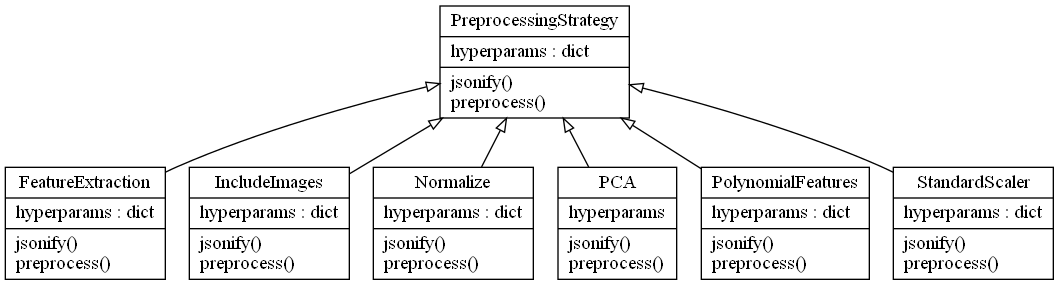 PreprocessingStrategy
hyperparams : dict
jsonify()
preprocess()
FeatureExtraction
hyperparams : dict
jsonify()
preprocess()
IncludeImages
hyperparams : dict
jsonify()
preprocess()
Normalize
hyperparams : dict
jsonify()
preprocess()
PCA
hyperparams
jsonify()
preprocess()
PolynomialFeatures
hyperparams : dict
jsonify()
preprocess()
StandardScaler
hyperparams : dict
jsonify()
preprocess()